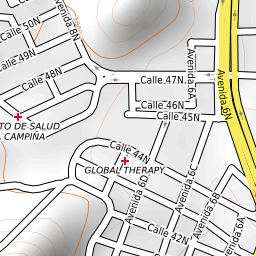 Calle 50N
Avenida 8N
Calle 49N
Calle 48N
Calle 47N
Avenida 6A
Avenida 6N
Calle 46N
Calle 45N
TO DE SALUD
CAMPIÑA
Calle 44N
GLOBAL THERAPY
Avenida 6D
Avenida 6C
Avenida 6B
Avenida 6A
Calle 42N